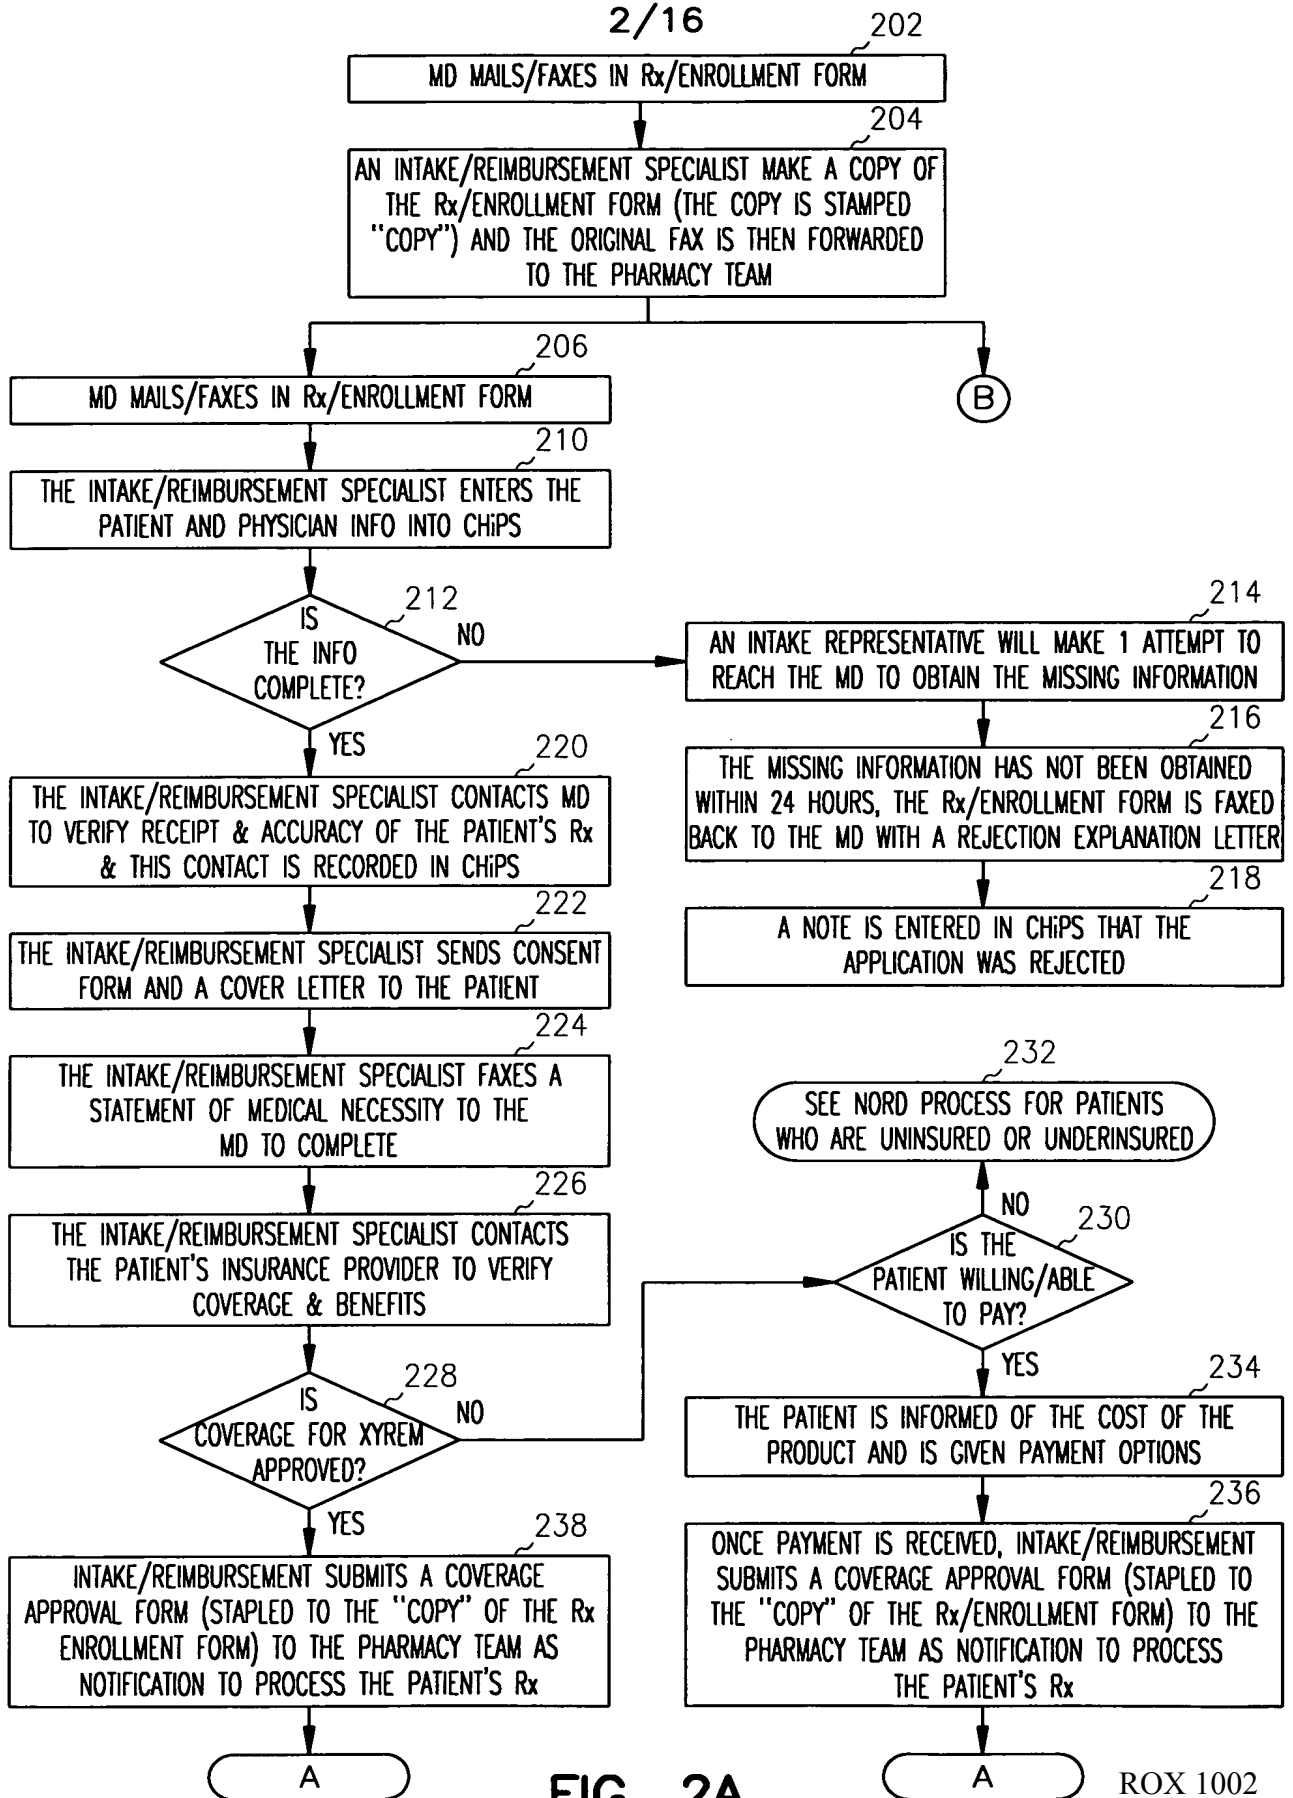 2/16
202
MD MAILS/FAXES IN Rx/ENROLLMENT FORM
204
AN INTAKE/REIMBURSEMENT SPECIALIST MAKE A COPY OF
THE Rx/ENROLLMENT FORM (THE COPY IS STAMPED
"COPY") AND THE ORIGINAL FAX IS THEN FORWARDED
TO THE PHARMACY TEAM
206
MD MAILS/FAXES IN Rx/ENROLLMENT FORM
B
210
THE INTAKE/REIMBURSEMENT SPECIALIST ENTERS THE
PATIENT AND PHYSICIAN INFO INTO CHiPS
212
IS
THE INFO
COMPLETE?
NO
YES
214
AN INTAKE REPRESENTATIVE WILL MAKE 1 ATTEMPT TO
REACH THE MD TO OBTAIN THE MISSING INFORMATION
216
THE MISSING INFORMATION HAS NOT BEEN OBTAINED
WITHIN 24 HOURS, THE Rx/ENROLLMENT FORM IS FAXED
BACK TO THE MD WITH A REJECTION EXPLANATION LETTER
218
A NOTE IS ENTERED IN CHiPS THAT THE
APPLICATION WAS REJECTED
220
THE INTAKE/REIMBURSEMENT SPECIALIST CONTACTS MD
TO VERIFY RECEIPT & ACCURACY OF THE PATIENT'S Rx
& THIS CONTACT IS RECORDED IN CHiPS
222
THE INTAKE/REIMBURSEMENT SPECIALIST SENDS CONSENT
FORM AND A COVER LETTER TO THE PATIENT
224
THE INTAKE/REIMBURSEMENT SPECIALIST FAXES A
STATEMENT OF MEDICAL NECESSITY TO THE
MD TO COMPLETE
226
THE INTAKE/REIMBURSEMENT SPECIALIST CONTACTS
THE PATIENT'S INSURANCE PROVIDER TO VERIFY
COVERAGE & BENEFITS
228
IS
COVERAGE FOR XYREM
APPROVED?
NO
YES
232
SEE NORD PROCESS FOR PATIENTS
WHO ARE UNINSURED OR UNDERINSURED
NO
230
IS THE
PATIENT WILLING/ABLE
TO PAY?
YES
234
THE PATIENT IS INFORMED OF THE COST OF THE
PRODUCT AND IS GIVEN PAYMENT OPTIONS
236
ONCE PAYMENT IS RECEIVED, INTAKE/REIMBURSEMENT
SUBMITS A COVERAGE APPROVAL FORM (STAPLED TO
THE "COPY" OF THE Rx/ENROLLMENT FORM) TO THE
PHARMACY TEAM AS NOTIFICATION TO PROCESS
THE PATIENT'S Rx
238
INTAKE/REIMBURSEMENT SUBMITS A COVERAGE
APPROVAL FORM (STAPLED TO THE "COPY" OF THE Rx
ENROLLMENT FORM) TO THE PHARMACY TEAM AS
NOTIFICATION TO PROCESS THE PATIENT'S Rx
A
A
FIG. 2A
ROX 1002